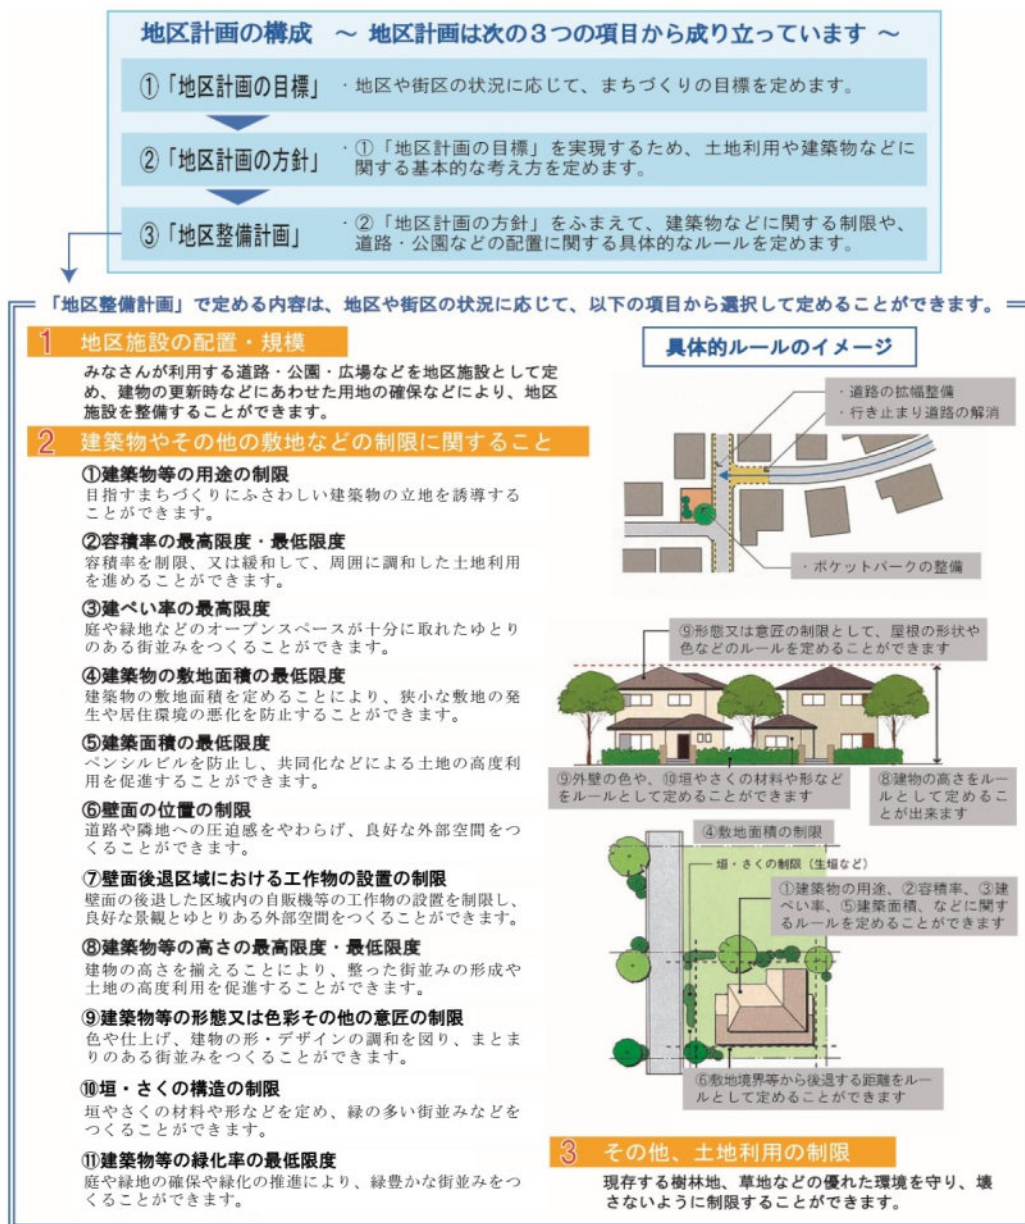 地区計画の構成　～ 地区計画は次の３つの項目から成り立っています ～
①「地区計画の目標」 ・地区や街区の状況に応じて、まちづくりの目標を定めます。
②「地区計画の方針」 ・①「地区計画の目標」を実現するため、土地利用や建築物などに
関する基本的な考え方を定めます。
③「地区整備計画」 ・②「地区計画の方針」をふまえて、建築物などに関する制限や、
道路・公園などの配置に関する具体的なルールを定めます。
「地区整備計画」で定める内容は、地区や街区の状況に応じて、以下の項目から選択して定めることができます。
1 地区施設の配置・規模
みなさんが利用する道路・公園・広場などを地区施設として定
め、建物の更新時などにあわせた用地の確保などにより、地区
施設を整備することができます。
2 建築物やその他の敷地などの制限に関すること
①建築物等の用途の制限
目指すまちづくりにふさわしい建築物の立地を誘導する
ことができます。
②容積率の最高限度・最低限度
容積率を制限、又は緩和して、周囲に調和した土地利用
を進めることができます。
③建ぺい率の最高限度
庭や緑地などのオープンスペースが十分に取れたゆとり
のある街並みをつくることができます。
④建築物の敷地面積の最低限度
建築物の敷地面積を定めることにより、狭小な敷地の発
生や居住環境の悪化を防止することができます。
⑤建築面積の最低限度
ペンシルビルを防止し、共同化などによる土地の高度利
用を促進することができます。
⑥壁面の位置の制限
道路や隣地への圧迫感をやわらげ、良好な外部空間をつ
くることができます。
⑦壁面後退区域における工作物の設置の制限
壁面の後退した区域内の自販機等の工作物の設置を制限し、
良好な景観とゆとりある外部空間をつくることができます。
⑧建築物等の高さの最高限度・最低限度
建物の高さを揃えることにより、整った街並みの形成や
土地の高度利用を促進することができます。
⑨建築物等の形態又は色彩その他の意匠の制限
色や仕上げ、建物の形・デザインの調和を図り、まとま
りのある街並みをつくることができます。
⑩垣・さくの構造の制限
垣やさくの材料や形などを定め、緑の多い街並みなどを
つくることができます。
⑪建築物等の緑化率の最低限度
庭や緑地の確保や緑化の推進により、緑豊かな街並みをつ
くることができます。
具体的ルールのイメージ
・道路の拡幅整備
・行き止まり道路の解消
・ポケットパークの整備
⑨形態又は意匠の制限として、屋根の形状や
色などのルールを定めることができます
⑨外壁の色や、⑩垣やさくの材料や形など
をルールとして定めることができます
⑧建物の高さをルー
ルとして定めるこ
とが出来ます
④敷地面積の制限
垣・さくの制限（生垣など）
①建築物の用途、②容積率、③建
ぺい率、⑤建築面積、などに関す
るルールを定めることができます
⑥敷地境界等から後退する距離をルー
ルとして定めることができます
3 その他、土地利用の制限
現存する樹林地、草地などの優れた環境を守り、壊
さないように制限することができます。